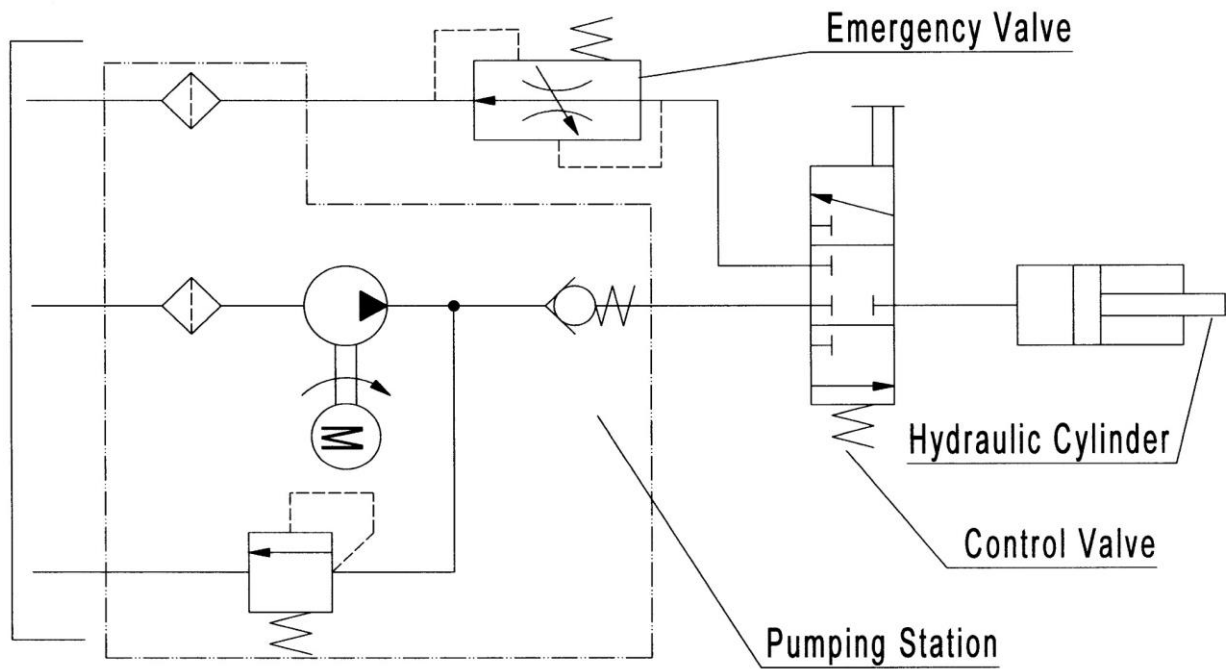 Emergency Valve
M
Hydraulic Cylinder
Control Valve
Pumping Station